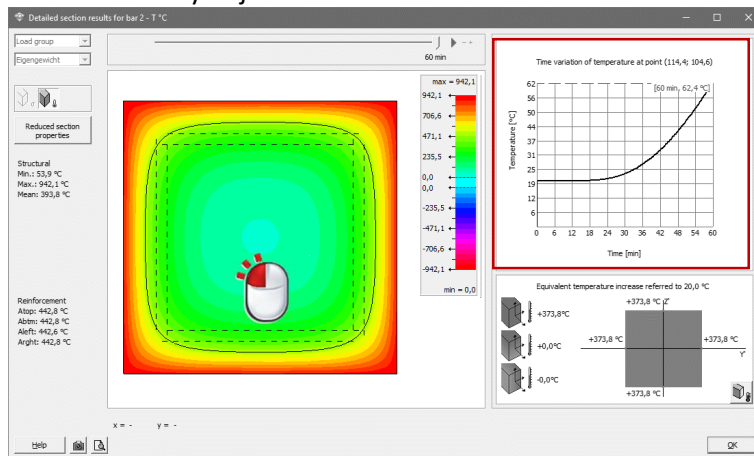 Detailed section results for bar 2 - T °C
Load group
Eigengewicht
60 min
Reduced section
properties
Structural
Min.: 53,9 °C
Max.: 942,1 °C
Mean: 393,8 °C
Reinforcement
Atop: 442,8 °C
Abtm: 442,8 °C
Aleft: 442,6 °C
Arght: 442,8 °C
max = 942,1
942,1
706,6
471,1
235,5
0,0
0,0
-235,5
-471,1
-706,6
-942,1
min = 0,0
x = -
y = -
Time variation of temperature at point (114,4; 104,6)
[60 min, 62,4 °C]
Temperature [°C]
62
56
50
44
37
31
25
19
12
6
0 6 12 18 24 30 36 42 48 54 60
Time [min]
Equivalent temperature increase referred to 20,0 °C
+373,8°C
+0,0°C
-0,0°C
+373,8 °C Z'
+373,8 °C
+373,8 °C
Y'
+373,8 °C
Help
OK